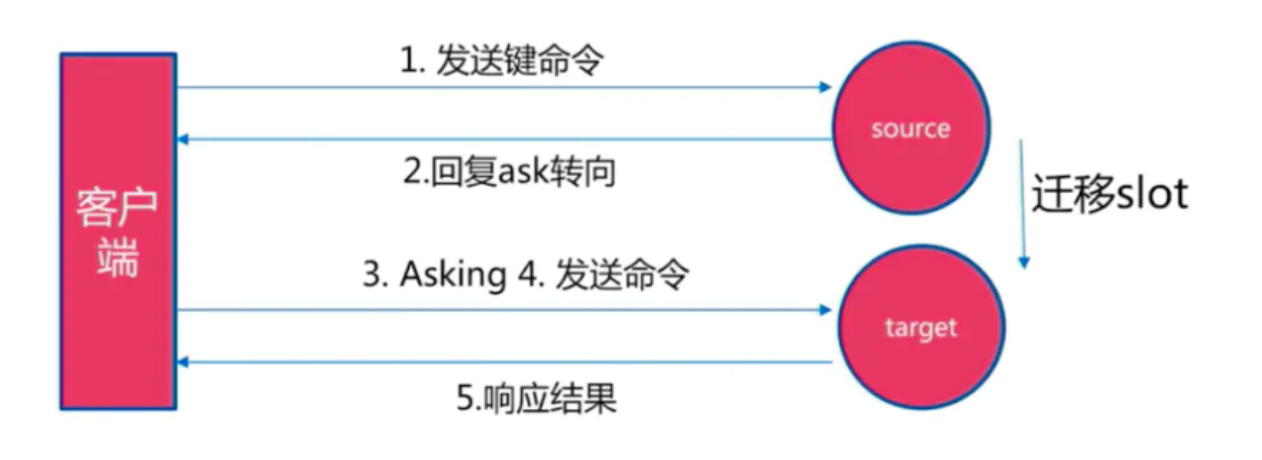 1. 发送键命令
source
2.回复ask转向
迁移slot
客户
端
3. Asking 4. 发送命令
target
5.响应结果